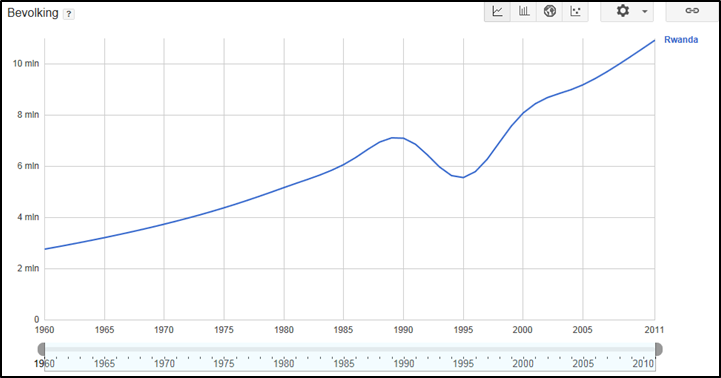 Bevolking ?
Rwanda
10 mln
8 mln
6 mln
4 mln
2 mln
0
1960 1965 1970 1975 1980 1985 1990 1995 2000 2005 2011
1960 1965 1970 1975 1980 1985 1990 1995 2000 2005 2010